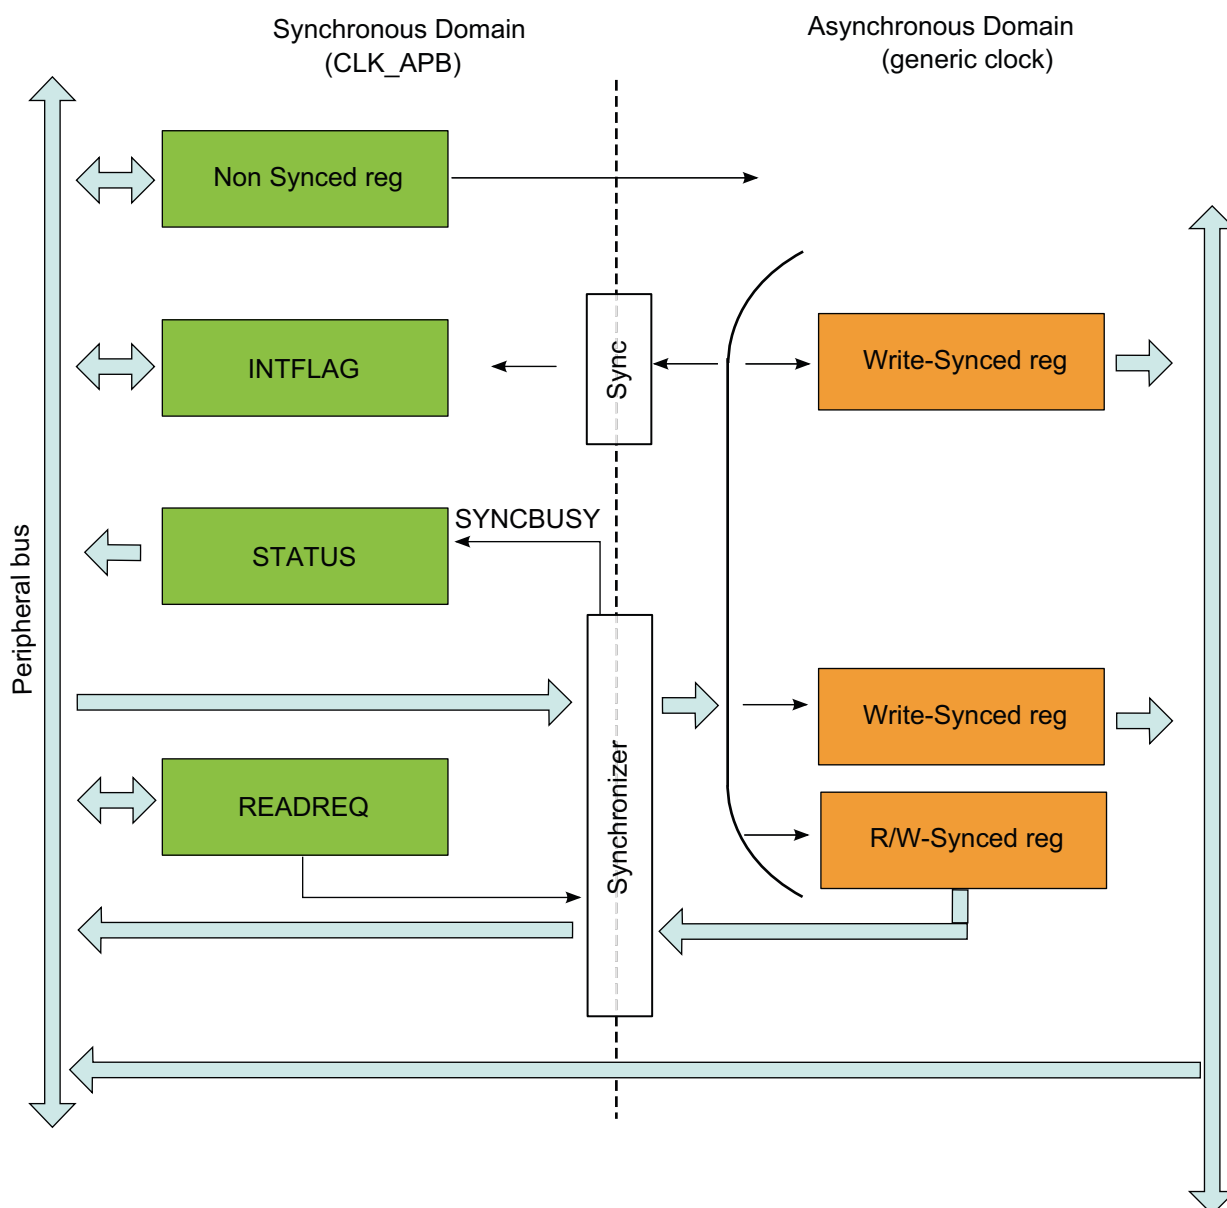 Synchronous Domain
(CLK_APB)
Asynchronous Domain
(generic clock)
Non Synced reg
INTFLAG
Sync
Write-Synced reg
SYNCBUSY
STATUS
Peripheral bus
Synchronizer
Write-Synced reg
READREQ
R/W-Synced reg